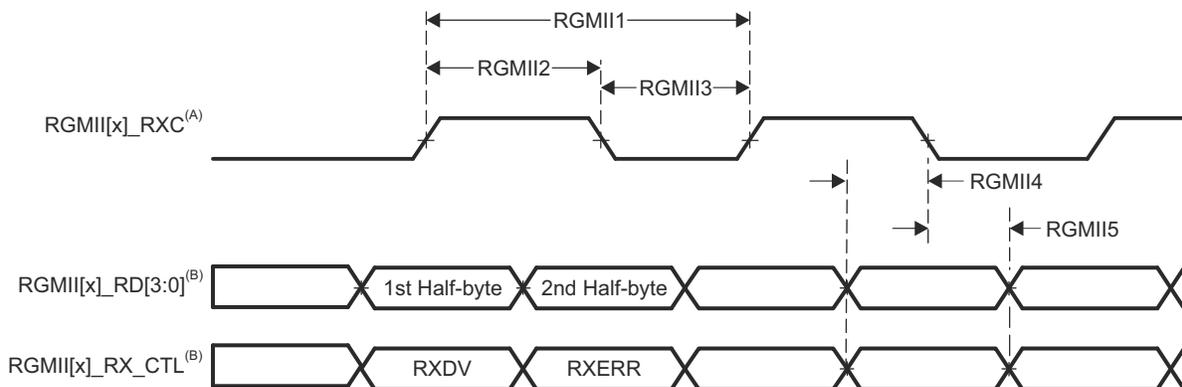 RGMII1
RGMII2
RGMII3
RGMII[x]_RXC(A)
RGMII4
RGMII5
RGMII[x]_RD[3:0](B)
1st Half-byte
2nd Half-byte
RGMII[x]_RX_CTL(B)
RXDV
RXERR